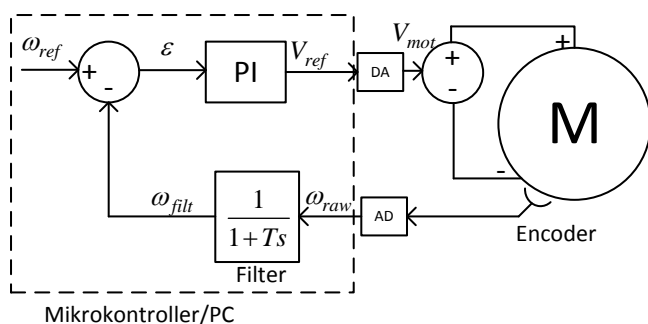 ω_ref
+
-
ε
PI
V_ref
DA
V_mot
+
-
+
-
M
ω_filt
1
1+Ts
ω_raw
AD
Filter
Encoder
Mikrokontroller/PC